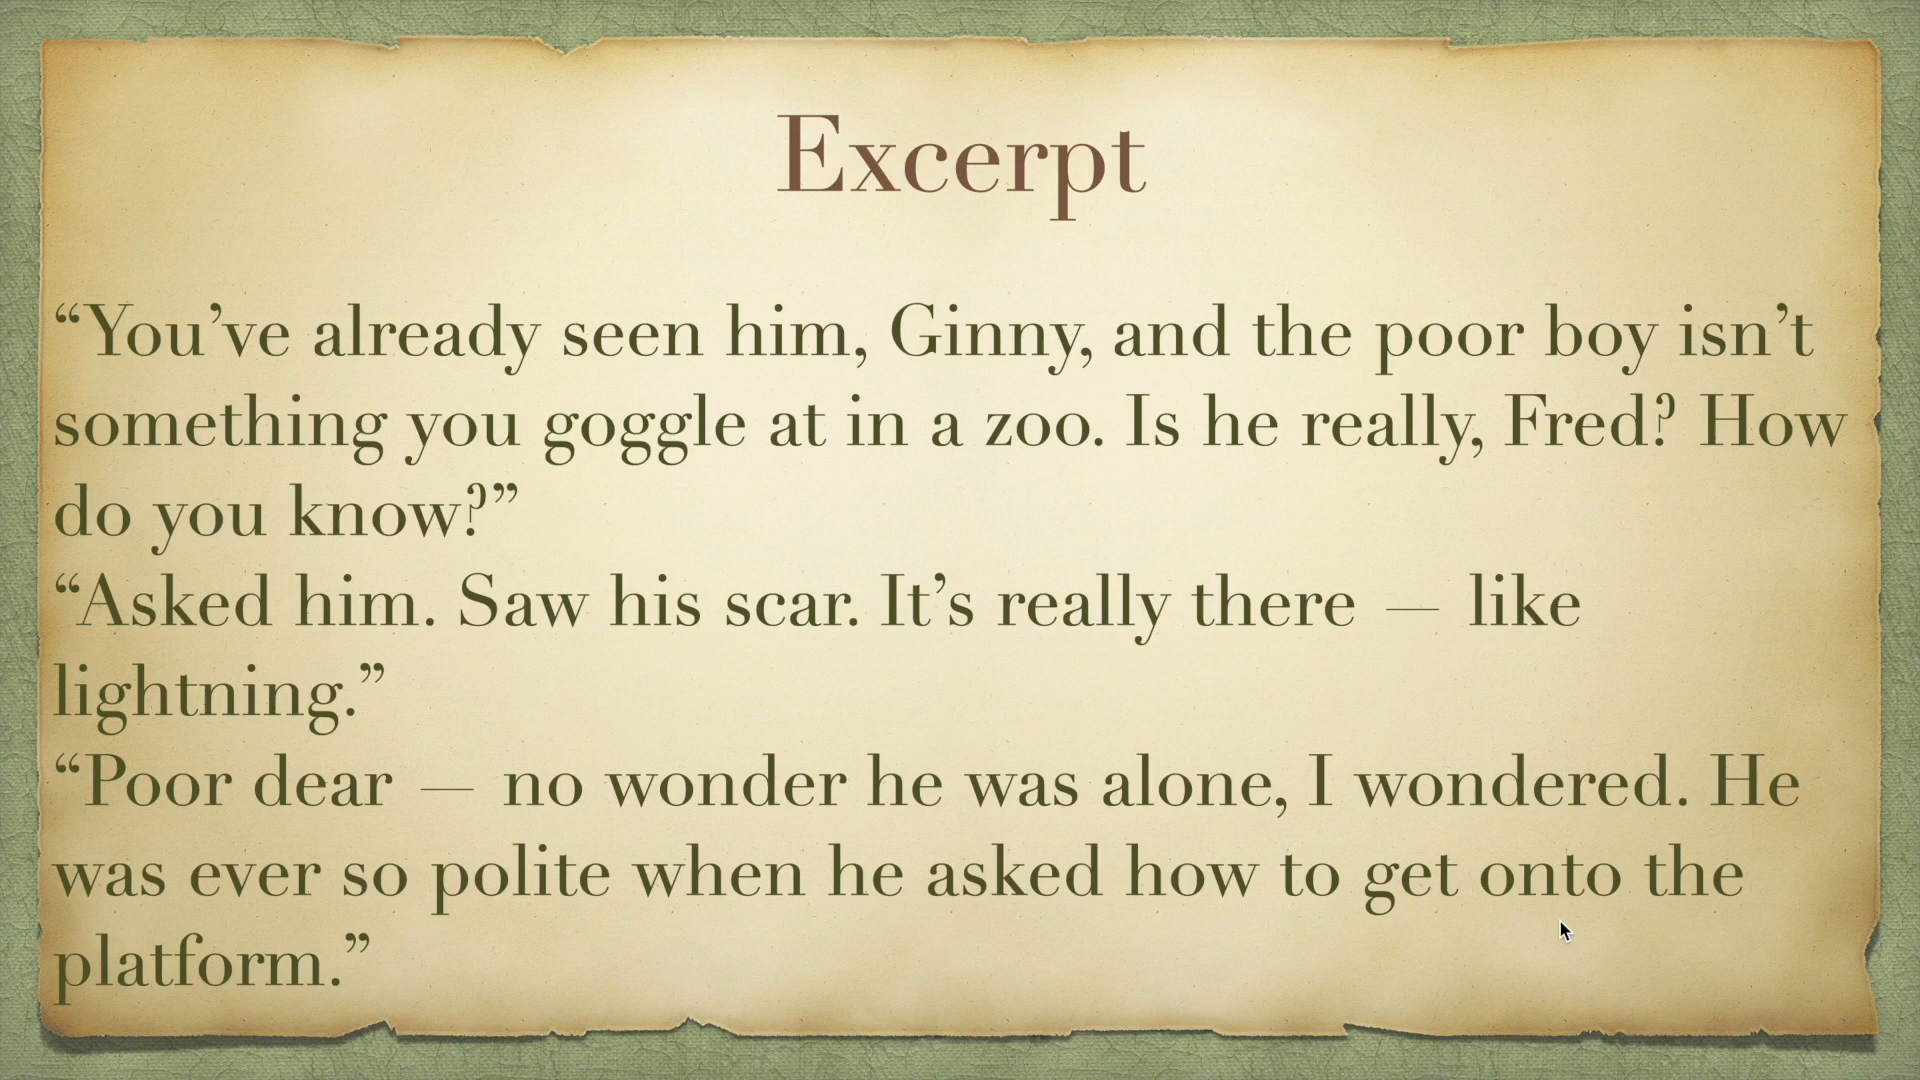 Excerpt
“You’ve already seen him, Ginny, and the poor boy isn’t
something you goggle at in a zoo. Is he really, Fred? How
do you know?”
“Asked him. Saw his scar. It’s really there — like
lightning.”
“Poor dear — no wonder he was alone, I wondered. He
was ever so polite when he asked how to get onto the
platform.”